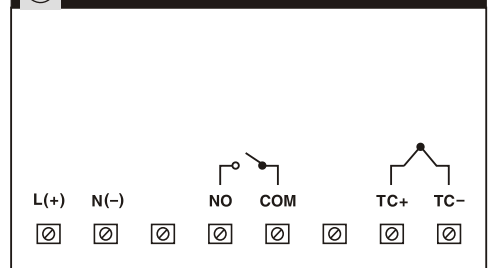 L(+) N(−) NO COM TC+ TC−